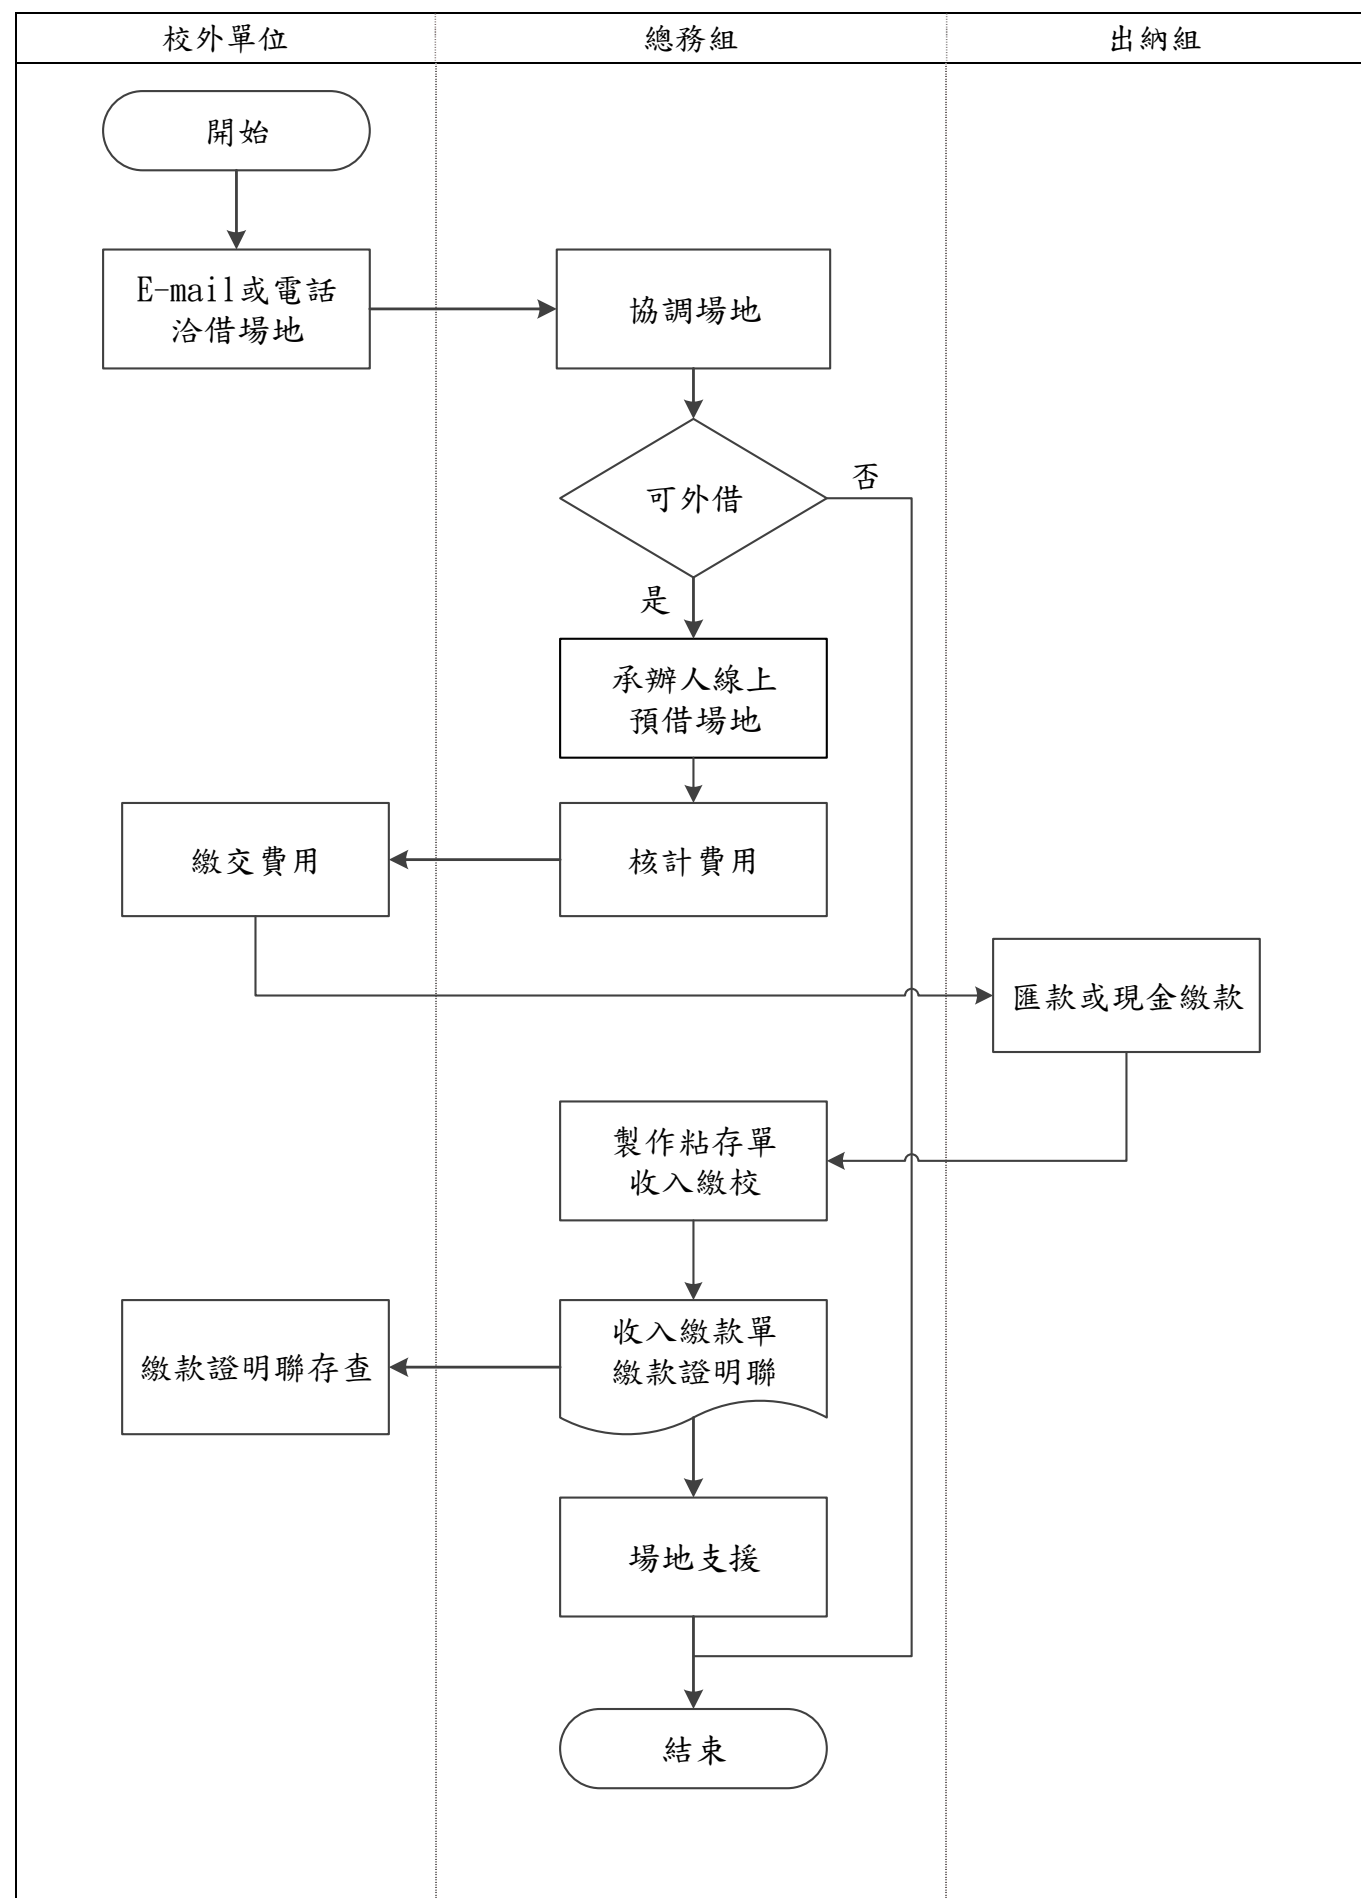 校外單位
總務組
出納組
開始
E-mail或電話
洽借場地
協調場地
可外借
否
是
承辦人線上
預借場地
繳交費用
核計費用
匯款或現金繳款
製作粘存單
收入繳校
繳款證明聯存查
收入繳款單
繳款證明聯
場地支援
結束